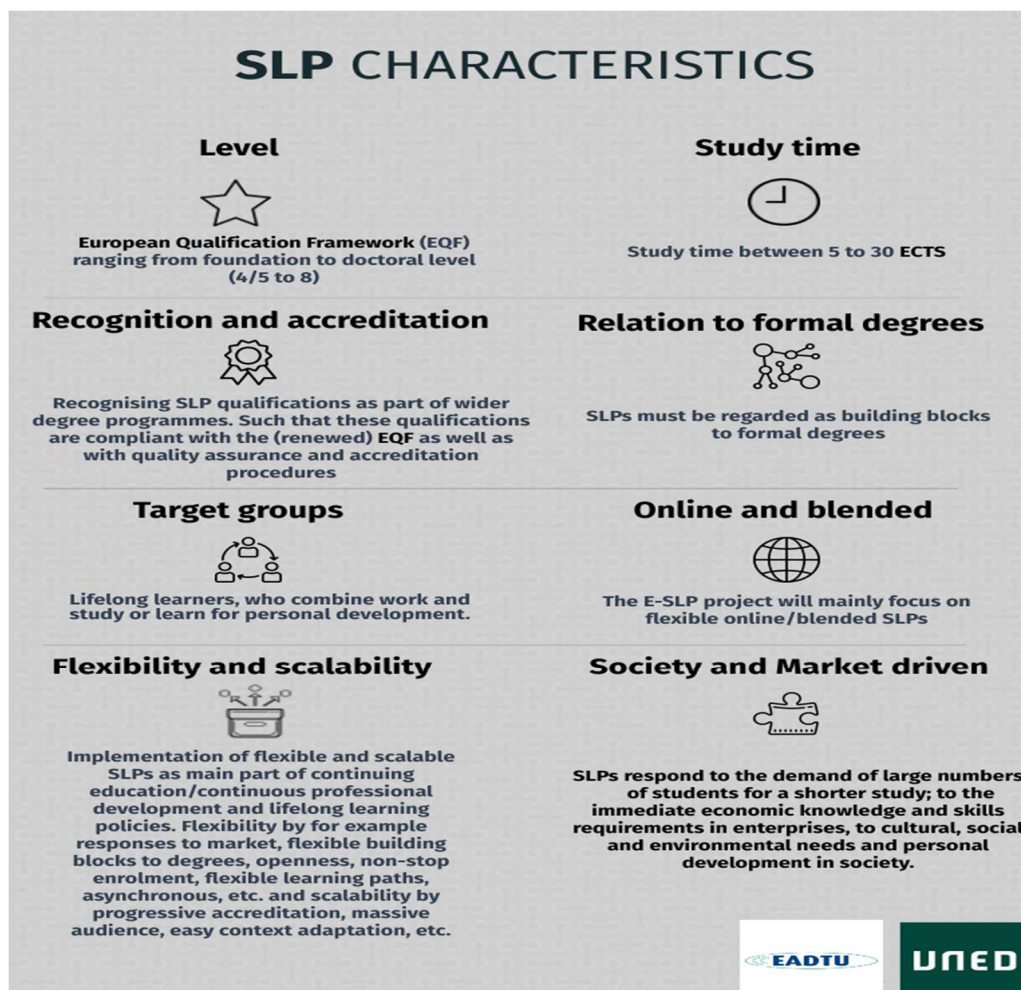 SLP CHARACTERISTICS
Level
European Qualification Framework (EQF)
ranging from foundation to doctoral level
(4/5 to 8)
Study time
Study time between 5 to 30 ECTS
Recognition and accreditation
Recognising SLP qualifications as part of wider
degree programmes. Such that these qualifications
are compliant with the (renewed) EQF as well as
with quality assurance and accreditation
procedures
Relation to formal degrees
SLPs must be regarded as building blocks
to formal degrees
Target groups
Lifelong learners, who combine work and
study or learn for personal development.
Online and blended
The E-SLP project will mainly focus on
flexible online/blended SLPs
Flexibility and scalability
Implementation of flexible and scalable
SLPs as main part of continuing
education/continuous professional
development and lifelong learning
policies. Flexibility by for example
responses to market, flexible building
blocks to degrees, openness, non-stop
enrolment, flexible learning paths,
asynchronous, etc. and scalability by
progressive accreditation, massive
audience, easy context adaptation, etc.
Society and Market driven
SLPs respond to the demand of large numbers
of students for a shorter study; to the
immediate economic knowledge and skills
requirements in enterprises, to cultural, social
and environmental needs and personal
development in society.
EADTU
UNED